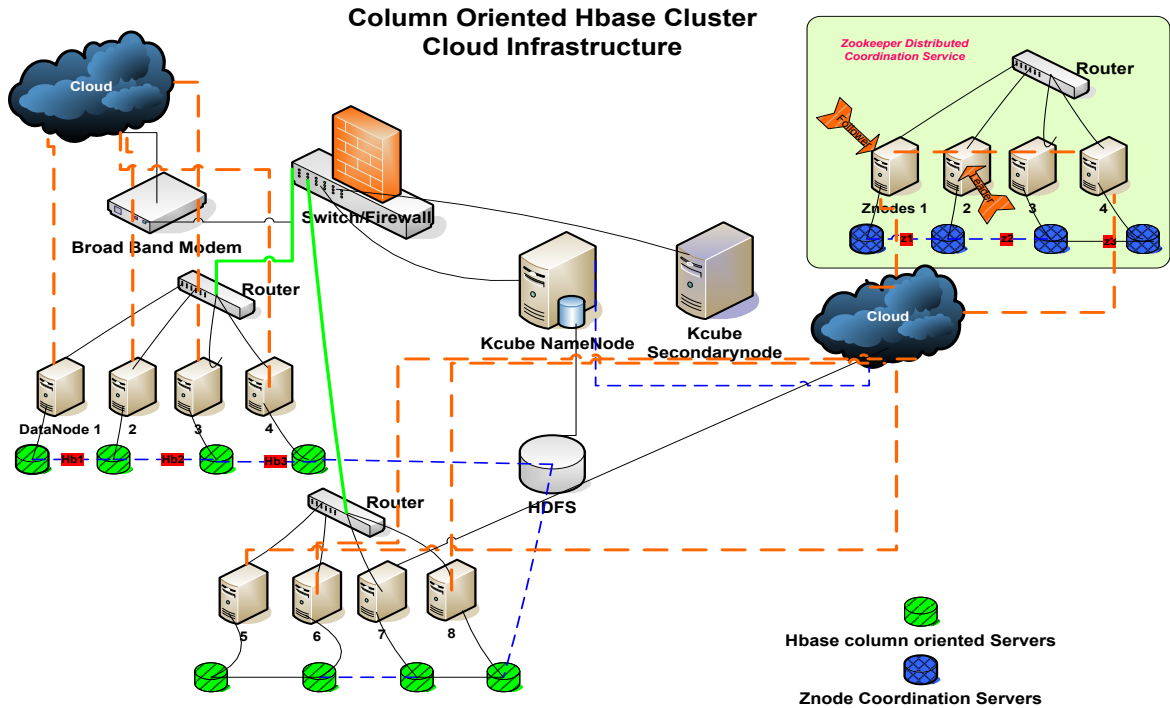 Column Oriented Hbase Cluster
Cloud Infrastructure
Zookeeper Distributed
Coordination Service
Router
Cloud
Follower
Leader
Switch/Firewall
Znodes 1
2
3
4
Broad Band Modem
z1
z2
z3
Router
Cloud
Kcube NameNode
Kcube
Secondarynode
DataNode 1
2
3
4
Hb1
Hb2
Hb3
HDFS
Router
5
6
7
8
Hbase column oriented Servers
Znode Coordination Servers